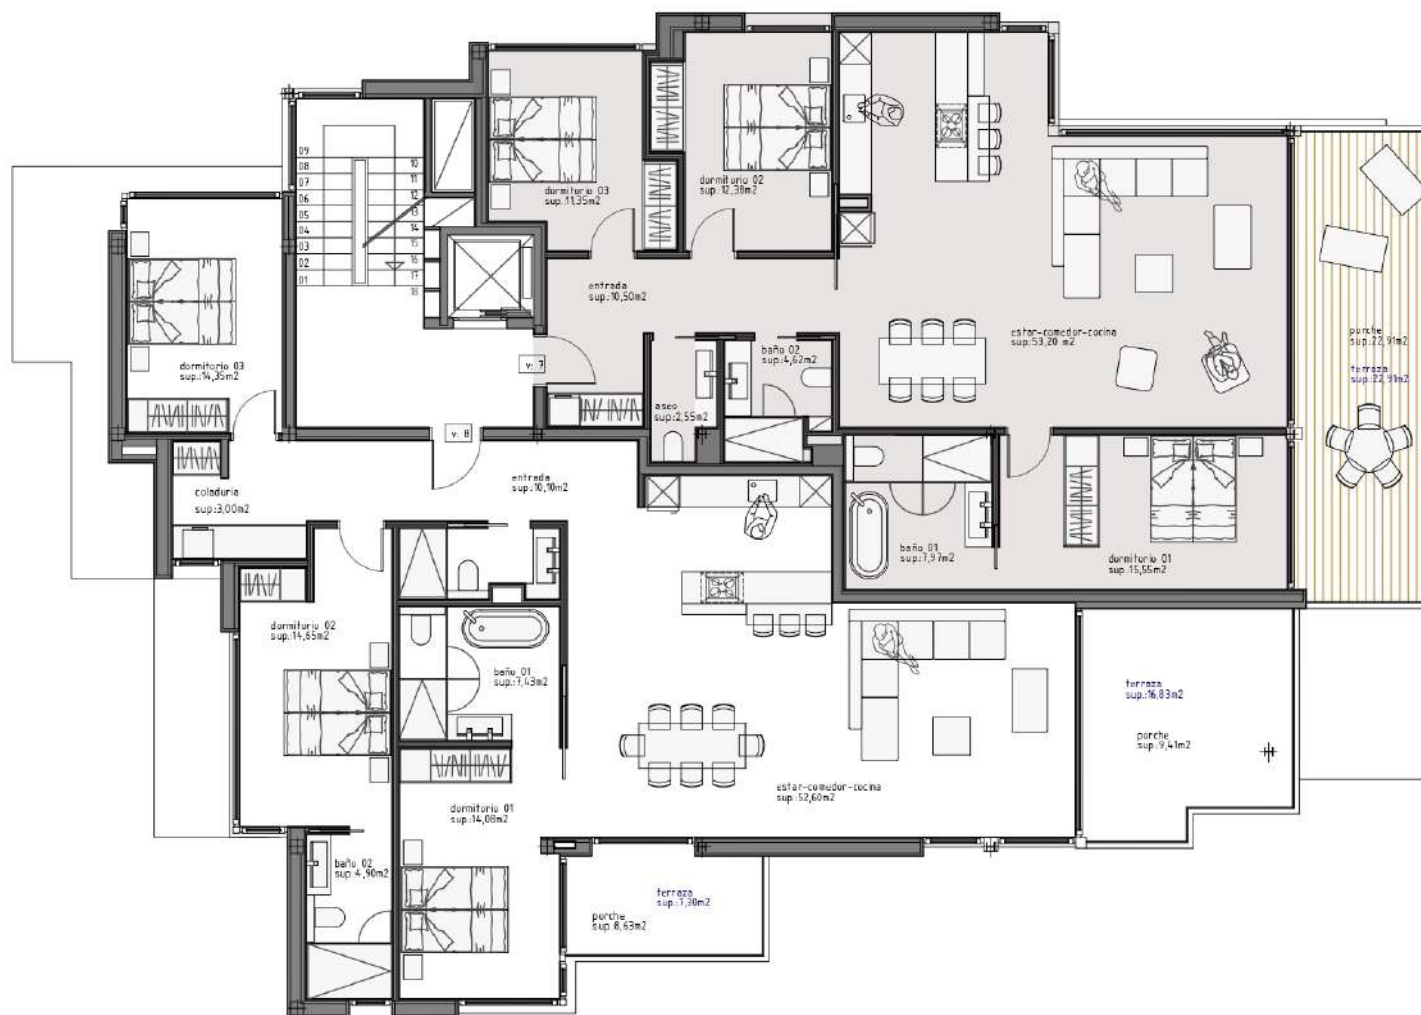 09
08
07
06
05
04
03
02
01
10
11
12
13
14
15
16
17
18
dormitorio 03
sup.:11,35m2
dormitorio 02
sup.:12,38m2
entrada
sup.:10,50m2
estar-comedor-cocina
sup.:53,20 m2
porche
sup.:22,91m2
terraza
sup.:22,91m2
dormitorio 03
sup.:14,35m2
v: 7
baño 02
sup.:4,62m2
aseo
sup.:2,55m2
v: 8
entrada
sup.:10,10m2
coladuria
sup.:3,00m2
baño 01
sup.:7,97m2
dormitorio 01
sup.:15,55m2
dormitorio 02
sup.:14,65m2
baño 01
sup.:7,43m2
terraza
sup.:16,83m2
porche
sup.:9,41m2
estar-comedor-cocina
sup.:52,60m2
dormitorio 01
sup.:14,08m2
baño 02
sup.:4,90m2
terraza
sup.:7,30m2
porche
sup.:8,63m2